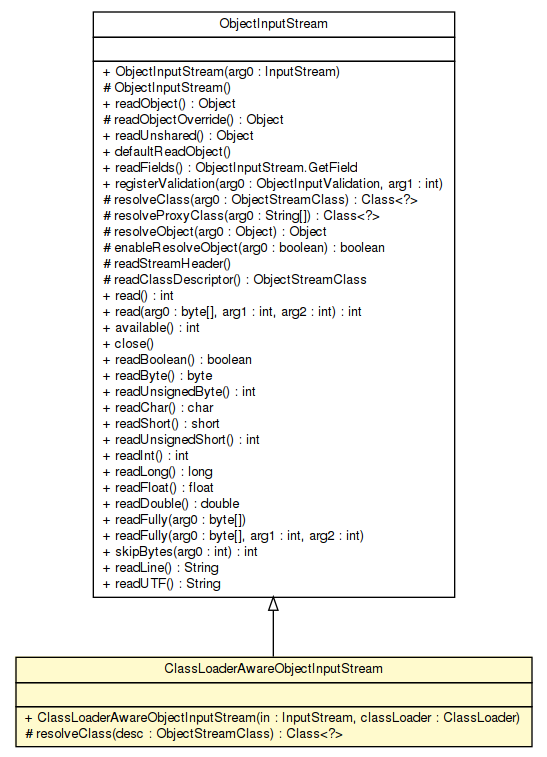 ObjectInputStream
+ ObjectInputStream(arg0 : InputStream)
# ObjectInputStream()
+ readObject() : Object
# readObjectOverride() : Object
+ readUnshared() : Object
+ defaultReadObject()
+ readFields() : ObjectInputStream.GetField
+ registerValidation(arg0 : ObjectInputValidation, arg1 : int)
# resolveClass(arg0 : ObjectStreamClass) : Class<?>
# resolveProxyClass(arg0 : String[]) : Class<?>
# resolveObject(arg0 : Object) : Object
# enableResolveObject(arg0 : boolean) : boolean
# readStreamHeader()
# readClassDescriptor() : ObjectStreamClass
+ read() : int
+ read(arg0 : byte[], arg1 : int, arg2 : int) : int
+ available() : int
+ close()
+ readBoolean() : boolean
+ readByte() : byte
+ readUnsignedByte() : int
+ readChar() : char
+ readShort() : short
+ readUnsignedShort() : int
+ readInt() : int
+ readLong() : long
+ readFloat() : float
+ readDouble() : double
+ readFully(arg0 : byte[])
+ readFully(arg0 : byte[], arg1 : int, arg2 : int)
+ skipBytes(arg0 : int) : int
+ readLine() : String
+ readUTF() : String
ClassLoaderAwareObjectInputStream
+ ClassLoaderAwareObjectInputStream(in : InputStream, classLoader : ClassLoader)
# resolveClass(desc : ObjectStreamClass) : Class<?>